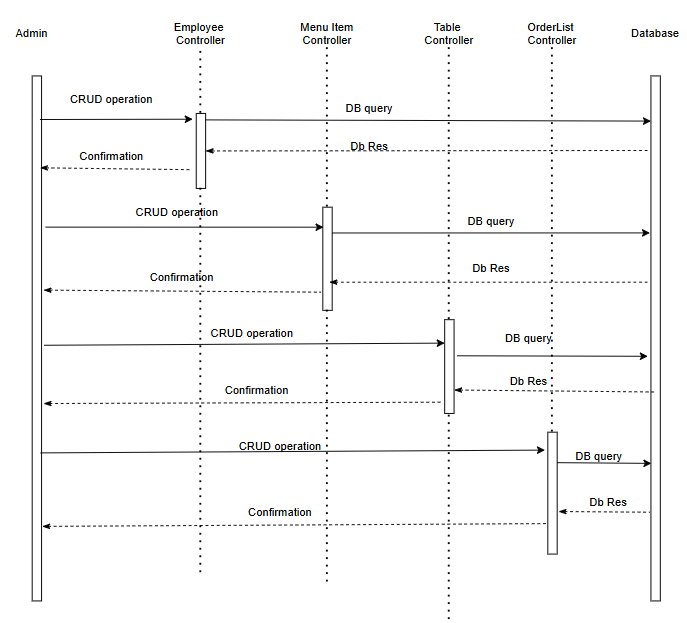 Admin
Employee
Controller
Menu Item
Controller
Table
Controller
OrderList
Controller
Database
CRUD operation
DB query
Db Res
Confirmation
CRUD operation
DB query
Db Res
Confirmation
CRUD operation
DB query
Db Res
Confirmation
CRUD operation
DB query
Db Res
Confirmation